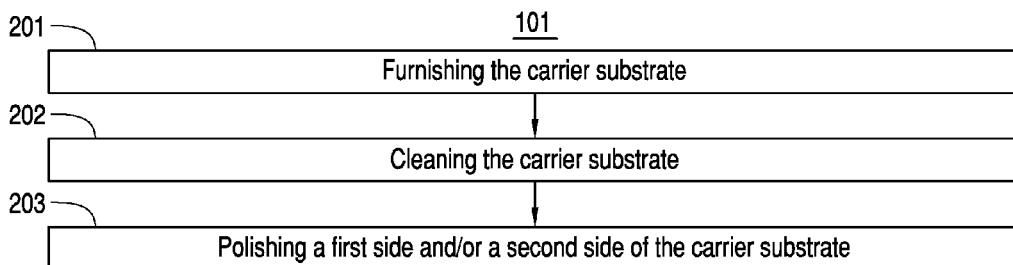 101
201
Furnishing the carrier substrate
202
Cleaning the carrier substrate
203
Polishing a first side and/or a second side of the carrier substrate